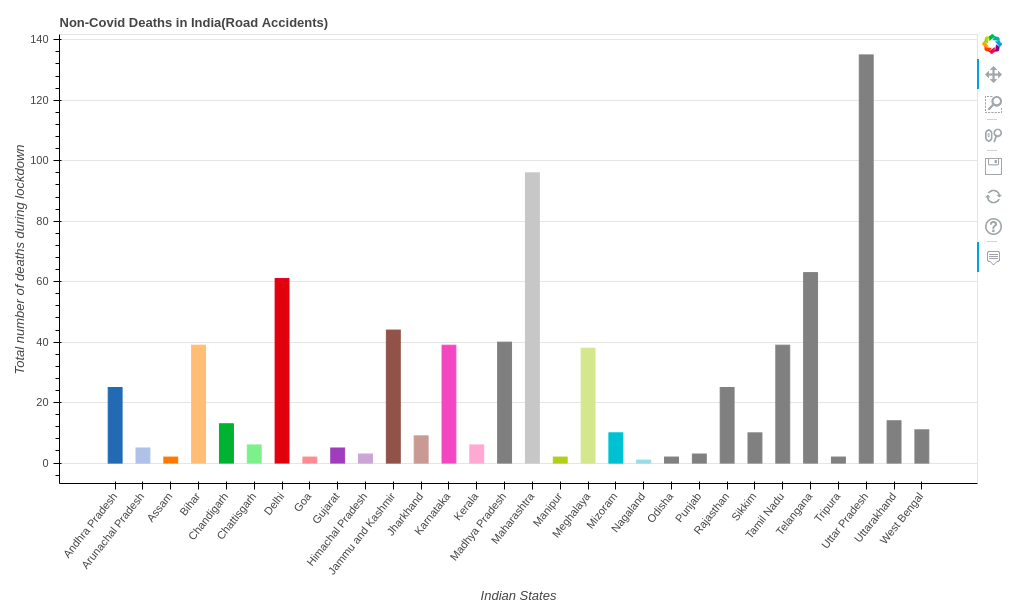 Non-Covid Deaths in India(Road Accidents)
140
120
100
80
60
40
20
0
Total number of deaths during lockdown
Andhra Pradesh
Arunachal Pradesh
Assam
Bihar
Chandigarh
Chattisgarh
Delhi
Goa
Gujarat
Himachal Pradesh
Jammu and Kashmir
Jharkhand
Karnataka
Kerala
Madhya Pradesh
Maharashtra
Manipur
Meghalaya
Mizoram
Nagaland
Odisha
Punjab
Rajasthan
Sikkim
Tamil Nadu
Telangana
Tripura
Uttar Pradesh
Uttarakhand
West Bengal
Indian States